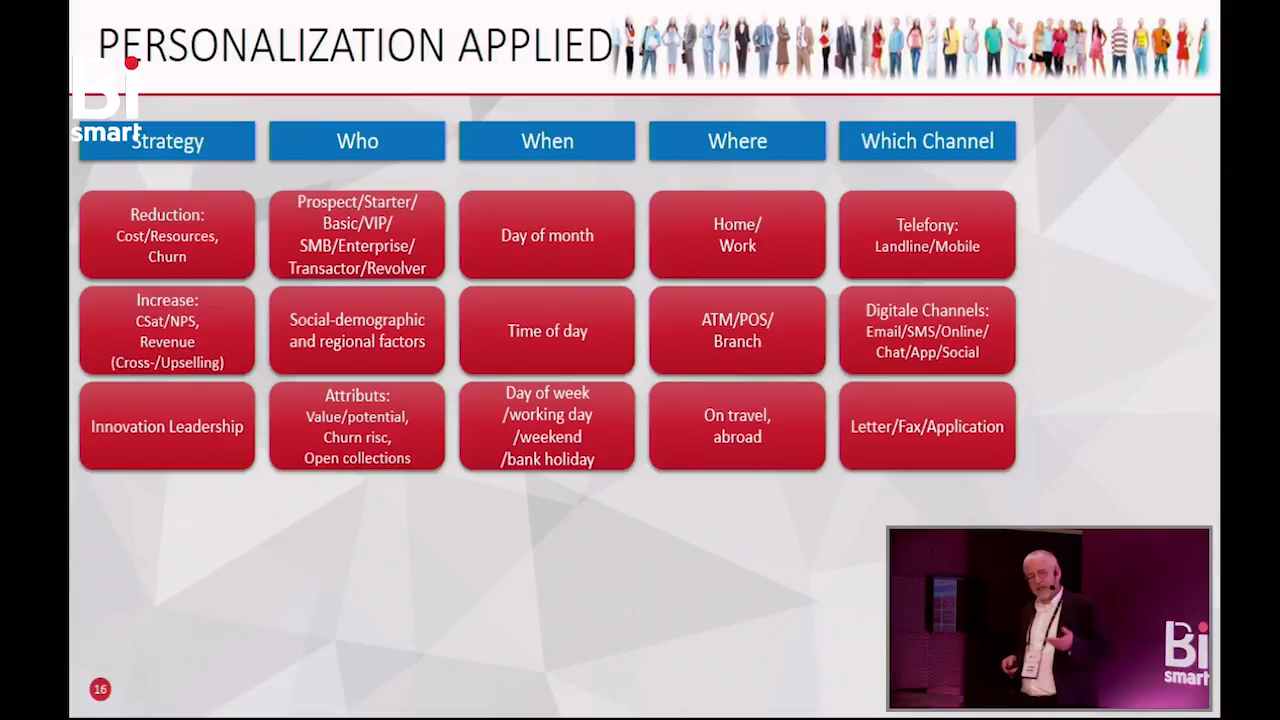 PERSONALIZATION APPLIED
Bi
smart
Strategy
Who
When
Where
Which Channel
Reduction:
Cost/Resources,
Churn
Prospect/Starter/
Basic/VIP/
SMB/Enterprise/
Transactor/Revolver
Day of month
Home/
Work
Telefony:
Landline/Mobile
Increase:
CSat/NPS,
Revenue
(Cross-/Upselling)
Social-demographic
and regional factors
Time of day
ATM/POS/
Branch
Digitale Channels:
Email/SMS/Online/
Chat/App/Social
Innovation Leadership
Attributs:
Value/potential,
Churn risc,
Open collections
Day of week
/working day
/weekend
/bank holiday
On travel,
abroad
Letter/Fax/Application
16
Bi
smart